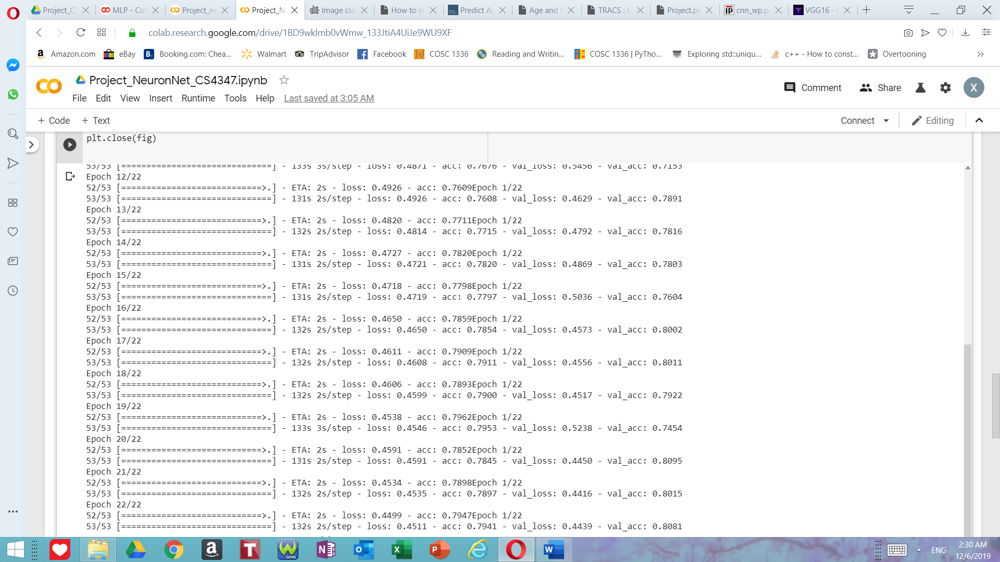 Project_CS
MLP - Col
Project_ne
Project_N
Image cla
How to cr
Predict Ag
Age and
TRACS : C
Project.pd
cnn_wp.p
VGG16 -
colab.research.google.com/drive/1BD9wklmb0vWmw_133JtiA4UiJe9WU9XF
Amazon.com eBay Booking.com: Chea... Walmart TripAdvisor Facebook COSC 1336 Reading and Writin... COSC 1336 | PyTho... Exploring std::uniqu... c++ - How to const... Overtooning
Project_NeuronNet_CS4347.ipynb
Comment Share X
File Edit View Insert Runtime Tools Help Last saved at 3:05 AM
+ Code + Text Connect Editing
plt.close(fig)
53/53 [==============================] - 133s 3s/step - loss: 0.4871 - acc: 0.7676 - val_loss: 0.5456 - val_acc: 0.7153
Epoch 12/22
52/53 [============================>.] - ETA: 2s - loss: 0.4926 - acc: 0.7609Epoch 1/22
53/53 [==============================] - 131s 2s/step - loss: 0.4926 - acc: 0.7608 - val_loss: 0.4629 - val_acc: 0.7891
Epoch 13/22
52/53 [============================>.] - ETA: 2s - loss: 0.4820 - acc: 0.7711Epoch 1/22
53/53 [==============================] - 132s 2s/step - loss: 0.4814 - acc: 0.7715 - val_loss: 0.4792 - val_acc: 0.7816
Epoch 14/22
52/53 [============================>.] - ETA: 2s - loss: 0.4727 - acc: 0.7820Epoch 1/22
53/53 [==============================] - 131s 2s/step - loss: 0.4721 - acc: 0.7820 - val_loss: 0.4869 - val_acc: 0.7803
Epoch 15/22
52/53 [============================>.] - ETA: 2s - loss: 0.4718 - acc: 0.7798Epoch 1/22
53/53 [==============================] - 131s 2s/step - loss: 0.4719 - acc: 0.7797 - val_loss: 0.5036 - val_acc: 0.7604
Epoch 16/22
52/53 [============================>.] - ETA: 2s - loss: 0.4650 - acc: 0.7859Epoch 1/22
53/53 [==============================] - 132s 2s/step - loss: 0.4650 - acc: 0.7854 - val_loss: 0.4573 - val_acc: 0.8002
Epoch 17/22
52/53 [============================>.] - ETA: 2s - loss: 0.4611 - acc: 0.7909Epoch 1/22
53/53 [==============================] - 132s 2s/step - loss: 0.4608 - acc: 0.7911 - val_loss: 0.4556 - val_acc: 0.8011
Epoch 18/22
52/53 [============================>.] - ETA: 2s - loss: 0.4606 - acc: 0.7893Epoch 1/22
53/53 [==============================] - 132s 2s/step - loss: 0.4599 - acc: 0.7900 - val_loss: 0.4517 - val_acc: 0.7922
Epoch 19/22
52/53 [============================>.] - ETA: 2s - loss: 0.4538 - acc: 0.7962Epoch 1/22
53/53 [==============================] - 133s 3s/step - loss: 0.4546 - acc: 0.7953 - val_loss: 0.5238 - val_acc: 0.7454
Epoch 20/22
52/53 [============================>.] - ETA: 2s - loss: 0.4591 - acc: 0.7852Epoch 1/22
53/53 [==============================] - 131s 2s/step - loss: 0.4591 - acc: 0.7845 - val_loss: 0.4450 - val_acc: 0.8095
Epoch 21/22
52/53 [============================>.] - ETA: 2s - loss: 0.4534 - acc: 0.7898Epoch 1/22
53/53 [==============================] - 132s 2s/step - loss: 0.4535 - acc: 0.7897 - val_loss: 0.4416 - val_acc: 0.8015
Epoch 22/22
52/53 [============================>.] - ETA: 2s - loss: 0.4499 - acc: 0.7947Epoch 1/22
53/53 [==============================] - 132s 2s/step - loss: 0.4511 - acc: 0.7941 - val_loss: 0.4439 - val_acc: 0.8081
ENG
2:30 AM
12/6/2019